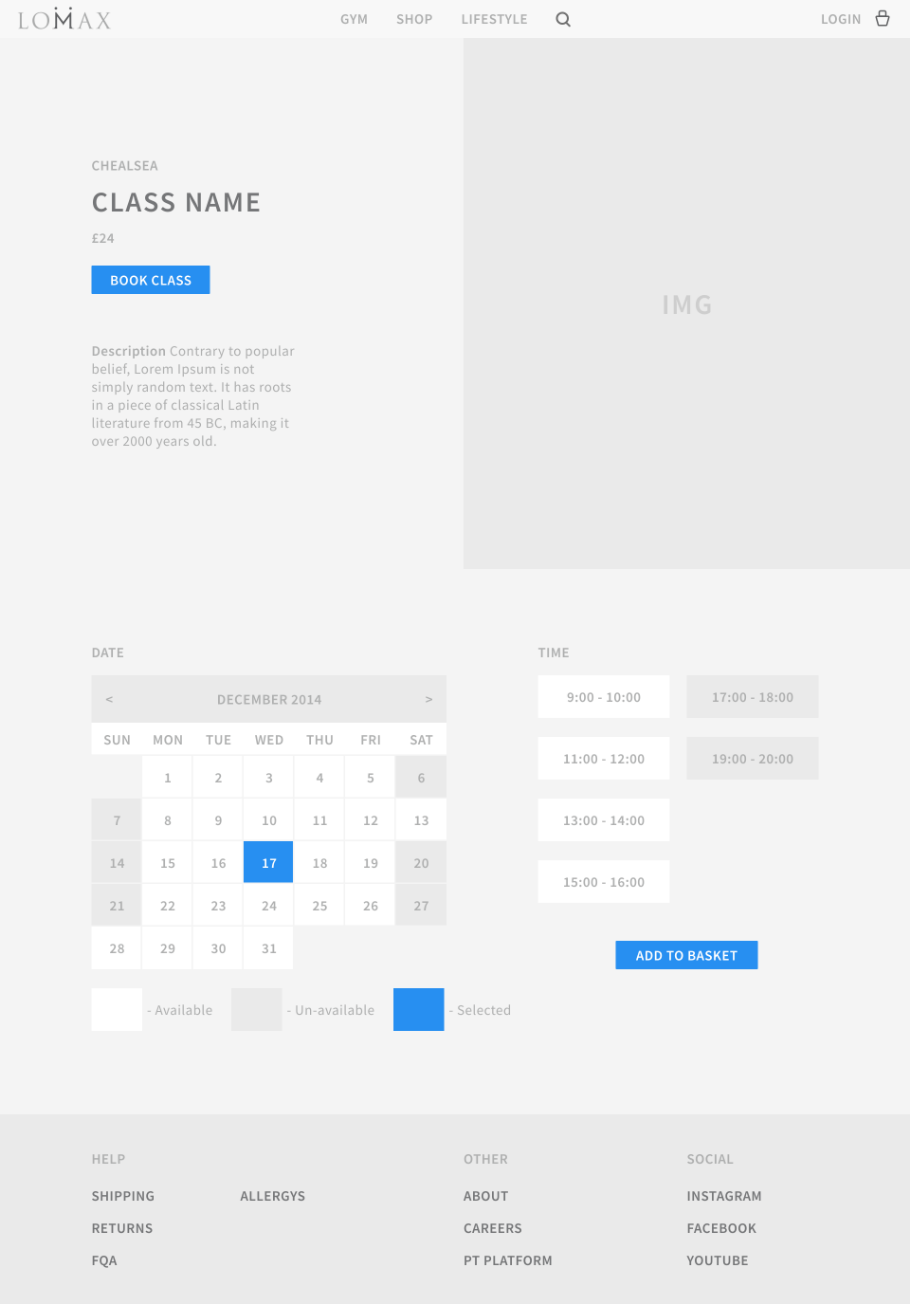 LOMAX
GYM SHOP LIFESTYLE
LOGIN
CHEALSEA
CLASS NAME
£24
BOOK CLASS
IMG
Description Contrary to popular
belief, Lorem Ipsum is not
simply random text. It has roots
in a piece of classical Latin
literature from 45 BC, making it
over 2000 years old.
DATE
< DECEMBER 2014 >
SUN MON TUE WED THU FRI SAT
1 2 3 4 5 6
7 8 9 10 11 12 13
14 15 16 17 18 19 20
21 22 23 24 25 26 27
28 29 30 31
- Available - Un-available - Selected
TIME
9:00 - 10:00 17:00 - 18:00
11:00 - 12:00 19:00 - 20:00
13:00 - 14:00
15:00 - 16:00
ADD TO BASKET
HELP
SHIPPING ALLERGYS
RETURNS
FQA
OTHER
ABOUT
CAREERS
PT PLATFORM
SOCIAL
INSTAGRAM
FACEBOOK
YOUTUBE